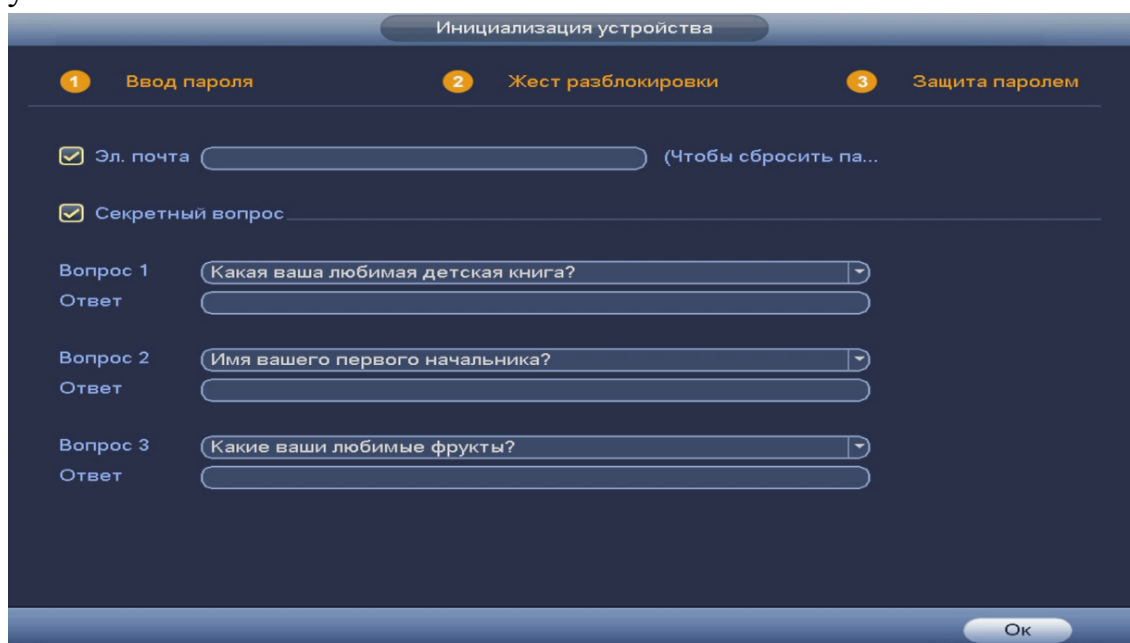 Инициализация устройства
1 Ввод пароля 2 Жест разблокировки 3 Защита паролем
Эл. почта (Чтобы сбросить па...
Секретный вопрос
Вопрос 1 Какая ваша любимая детская книга?
Ответ
Вопрос 2 Имя вашего первого начальника?
Ответ
Вопрос 3 Какие ваши любимые фрукты?
Ответ
Ок